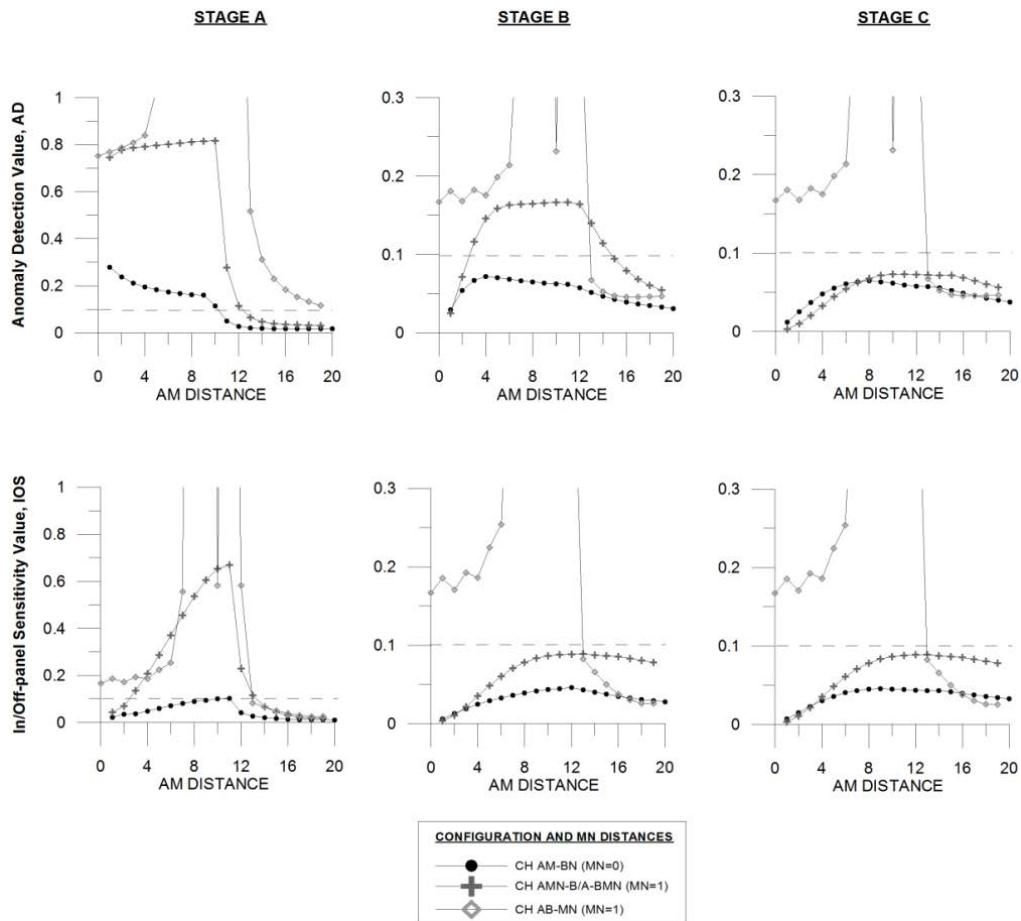 STAGE A
STAGE B
STAGE C
Anomaly Detection Value, AD
1
0.8
0.6
0.4
0.2
0
0 4 8 12 16 20
AM DISTANCE
0.3
0.2
0.1
0
0 4 8 12 16 20
AM DISTANCE
0.3
0.2
0.1
0
0 4 8 12 16 20
AM DISTANCE
In/Off-panel Sensitivity Value, IOS
1
0.8
0.6
0.4
0.2
0
0 4 8 12 16 20
AM DISTANCE
0.3
0.2
0.1
0
0 4 8 12 16 20
AM DISTANCE
0.3
0.2
0.1
0
0 4 8 12 16 20
AM DISTANCE
CONFIGURATION AND MN DISTANCES
CH AM-BN (MN=0)
CH AMN-B/A-BMN (MN=1)
CH AB-MN (MN=1)